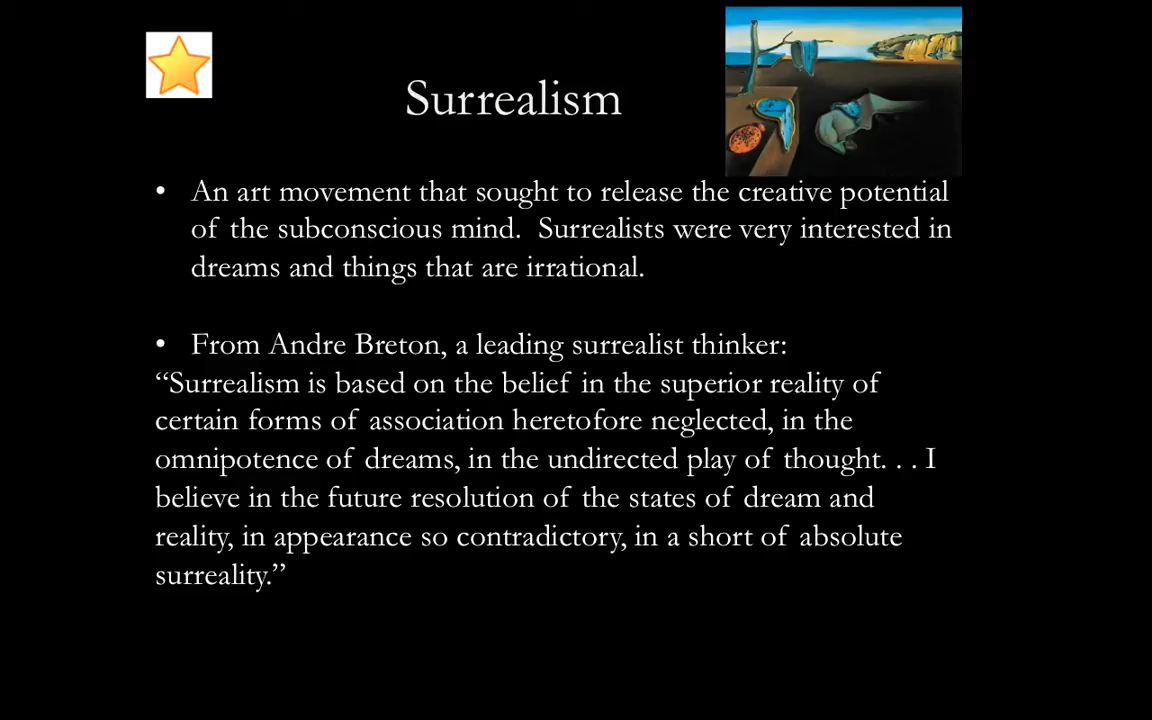 Surrealism
• An art movement that sought to release the creative potential
of the subconscious mind.  Surrealists were very interested in
dreams and things that are irrational.
• From Andre Breton, a leading surrealist thinker:
“Surrealism is based on the belief in the superior reality of
certain forms of association heretofore neglected, in the
omnipotence of dreams, in the undirected play of thought. . . I
believe in the future resolution of the states of dream and
reality, in appearance so contradictory, in a short of absolute
surreality.”